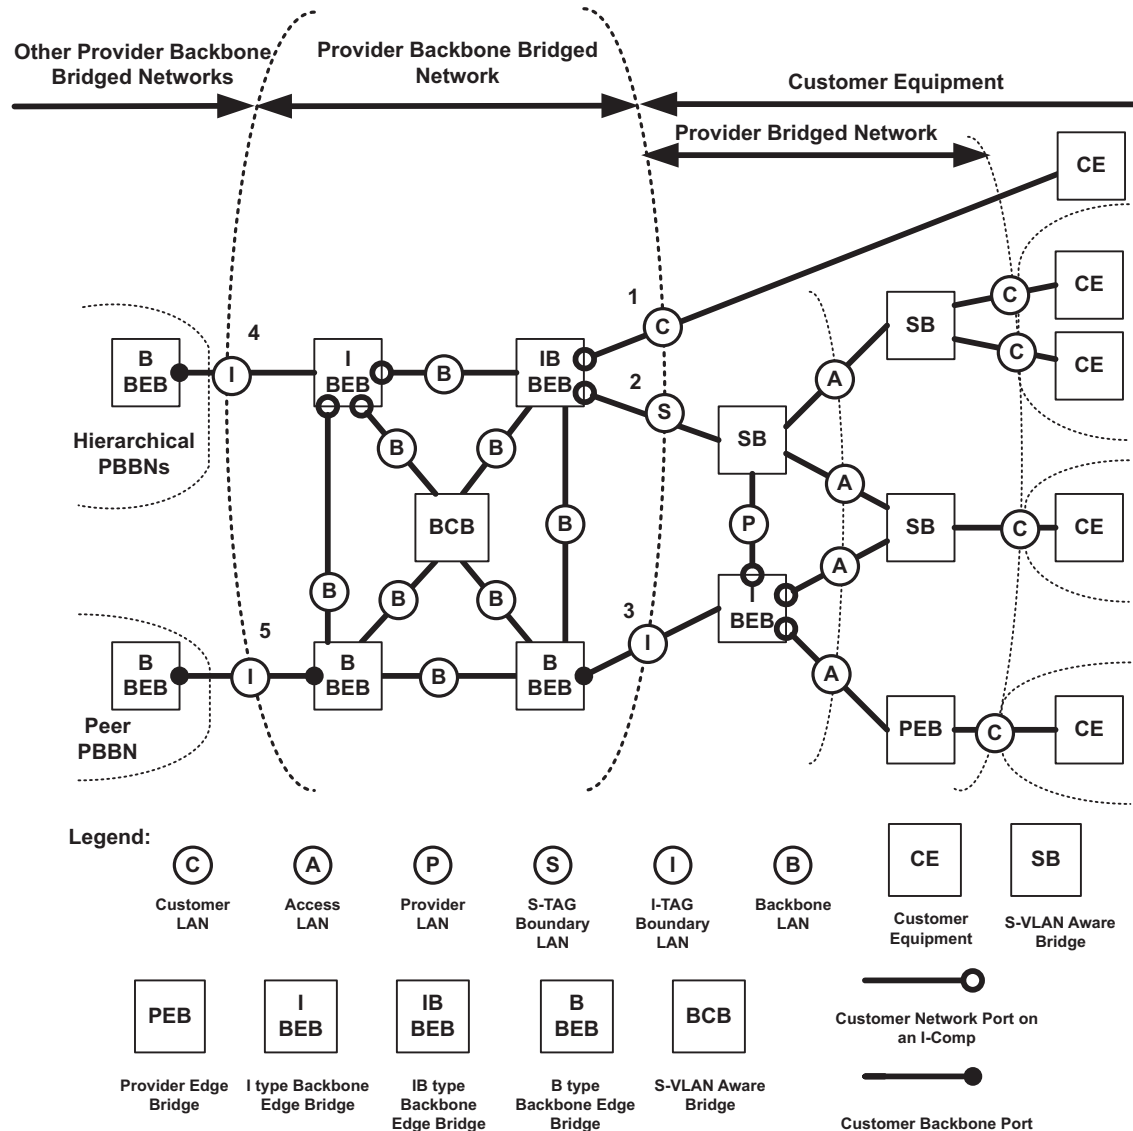 Other Provider Backbone
Bridged Networks
Provider Backbone Bridged
Network
Customer Equipment
Provider Bridged Network
CE
C
CE
SB
1
C
4
C
CE
B
BEB
I
I
BEB
B
IB
BEB
2
A
S
SB
Hierarchical
PBBNs
B
B
A
BCB
B
P
SB
C
CE
A
B
B
B
I
BEB
3
5
B
BEB
I
B
BEB
B
B
BEB
I
A
Peer
PBBN
PEB
C
CE
Legend:
C
A
P
S
I
B
CE
SB
Customer
LAN
Access
LAN
Provider
LAN
S-TAG
Boundary
LAN
I-TAG
Boundary
LAN
Backbone
LAN
Customer
Equipment
S-VLAN Aware
Bridge
PEB
I
BEB
IB
BEB
B
BEB
BCB
Customer Network Port on
an I-Comp
Provider Edge
Bridge
I type Backbone
Edge Bridge
IB type
Backbone
Edge Bridge
B type
Backbone Edge
Bridge
S-VLAN Aware
Bridge
Customer Backbone Port